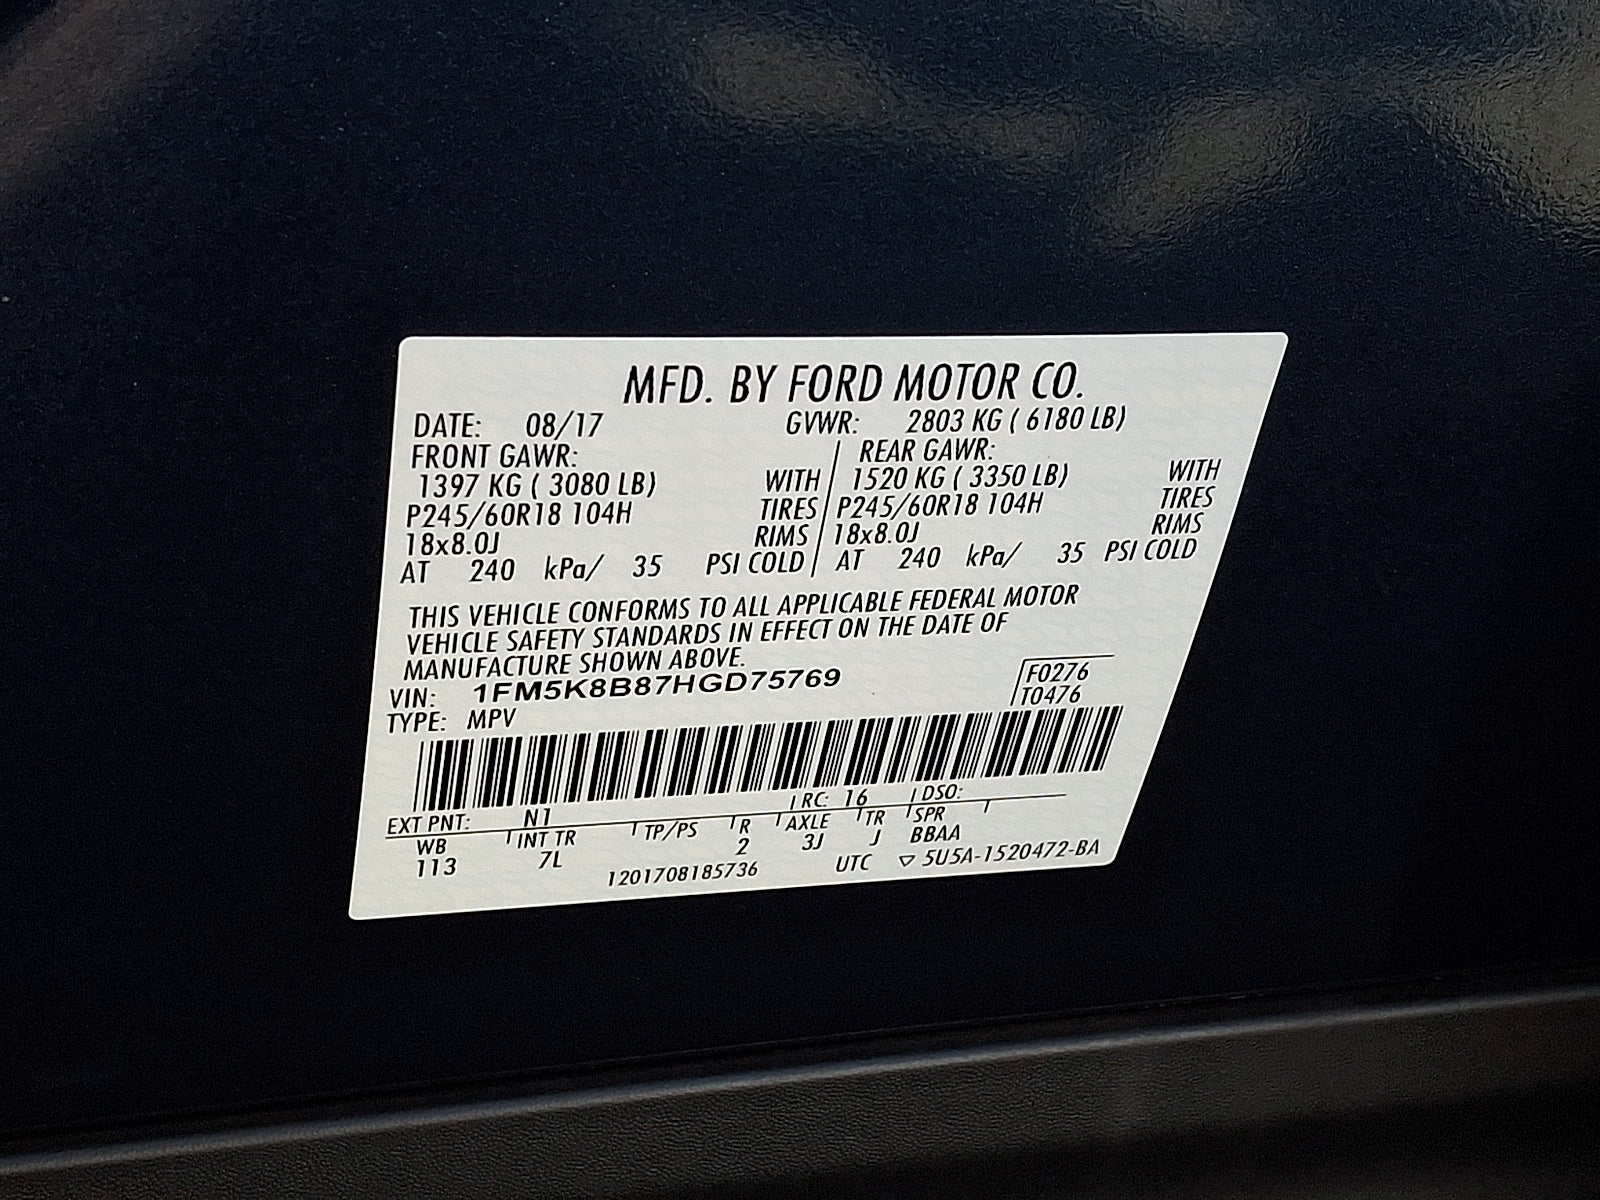 MFD. BY FORD MOTOR CO.
DATE: 08/17 GVWR: 2803 KG ( 6180 LB)
FRONT GAWR: REAR GAWR:
1397 KG ( 3080 LB) WITH 1520 KG ( 3350 LB) WITH
P245/60R18 104H TIRES P245/60R18 104H TIRES
18x8.0J RIMS 18x8.0J RIMS
AT 240 kPa/ 35 PSI COLD AT 240 kPa/ 35 PSI COLD
THIS VEHICLE CONFORMS TO ALL APPLICABLE FEDERAL MOTOR
VEHICLE SAFETY STANDARDS IN EFFECT ON THE DATE OF
MANUFACTURE SHOWN ABOVE.
VIN: 1FM5K8B87HGD75769 F0276
TYPE: MPV T0476
EXT PNT: N1 RC: 16 DSO:
WB INT TR TP/PS R AXLE TR SPR
113 7L 2 3J J BBAA
1201708185736 UTC ▽ 5U5A-1520472-BA